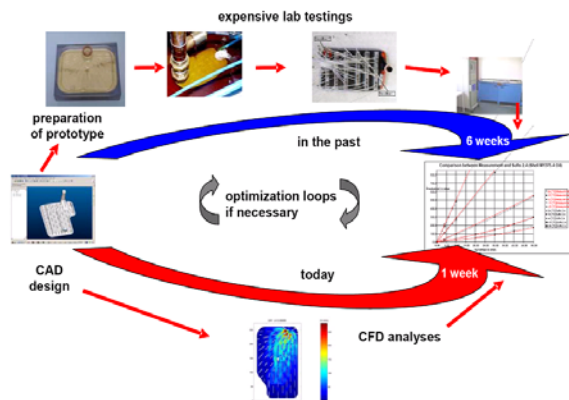 expensive lab testings
preparation
of prototype
in the past
6 weeks
optimization loops
if necessary
CAD
design
today
1 week
CFD analyses